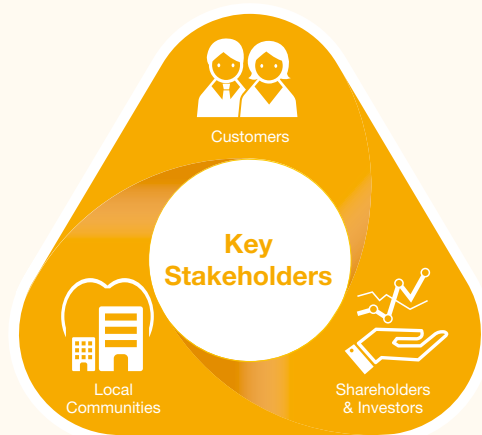 Customers
Key
Stakeholders
Local
Communities
Shareholders
& Investors